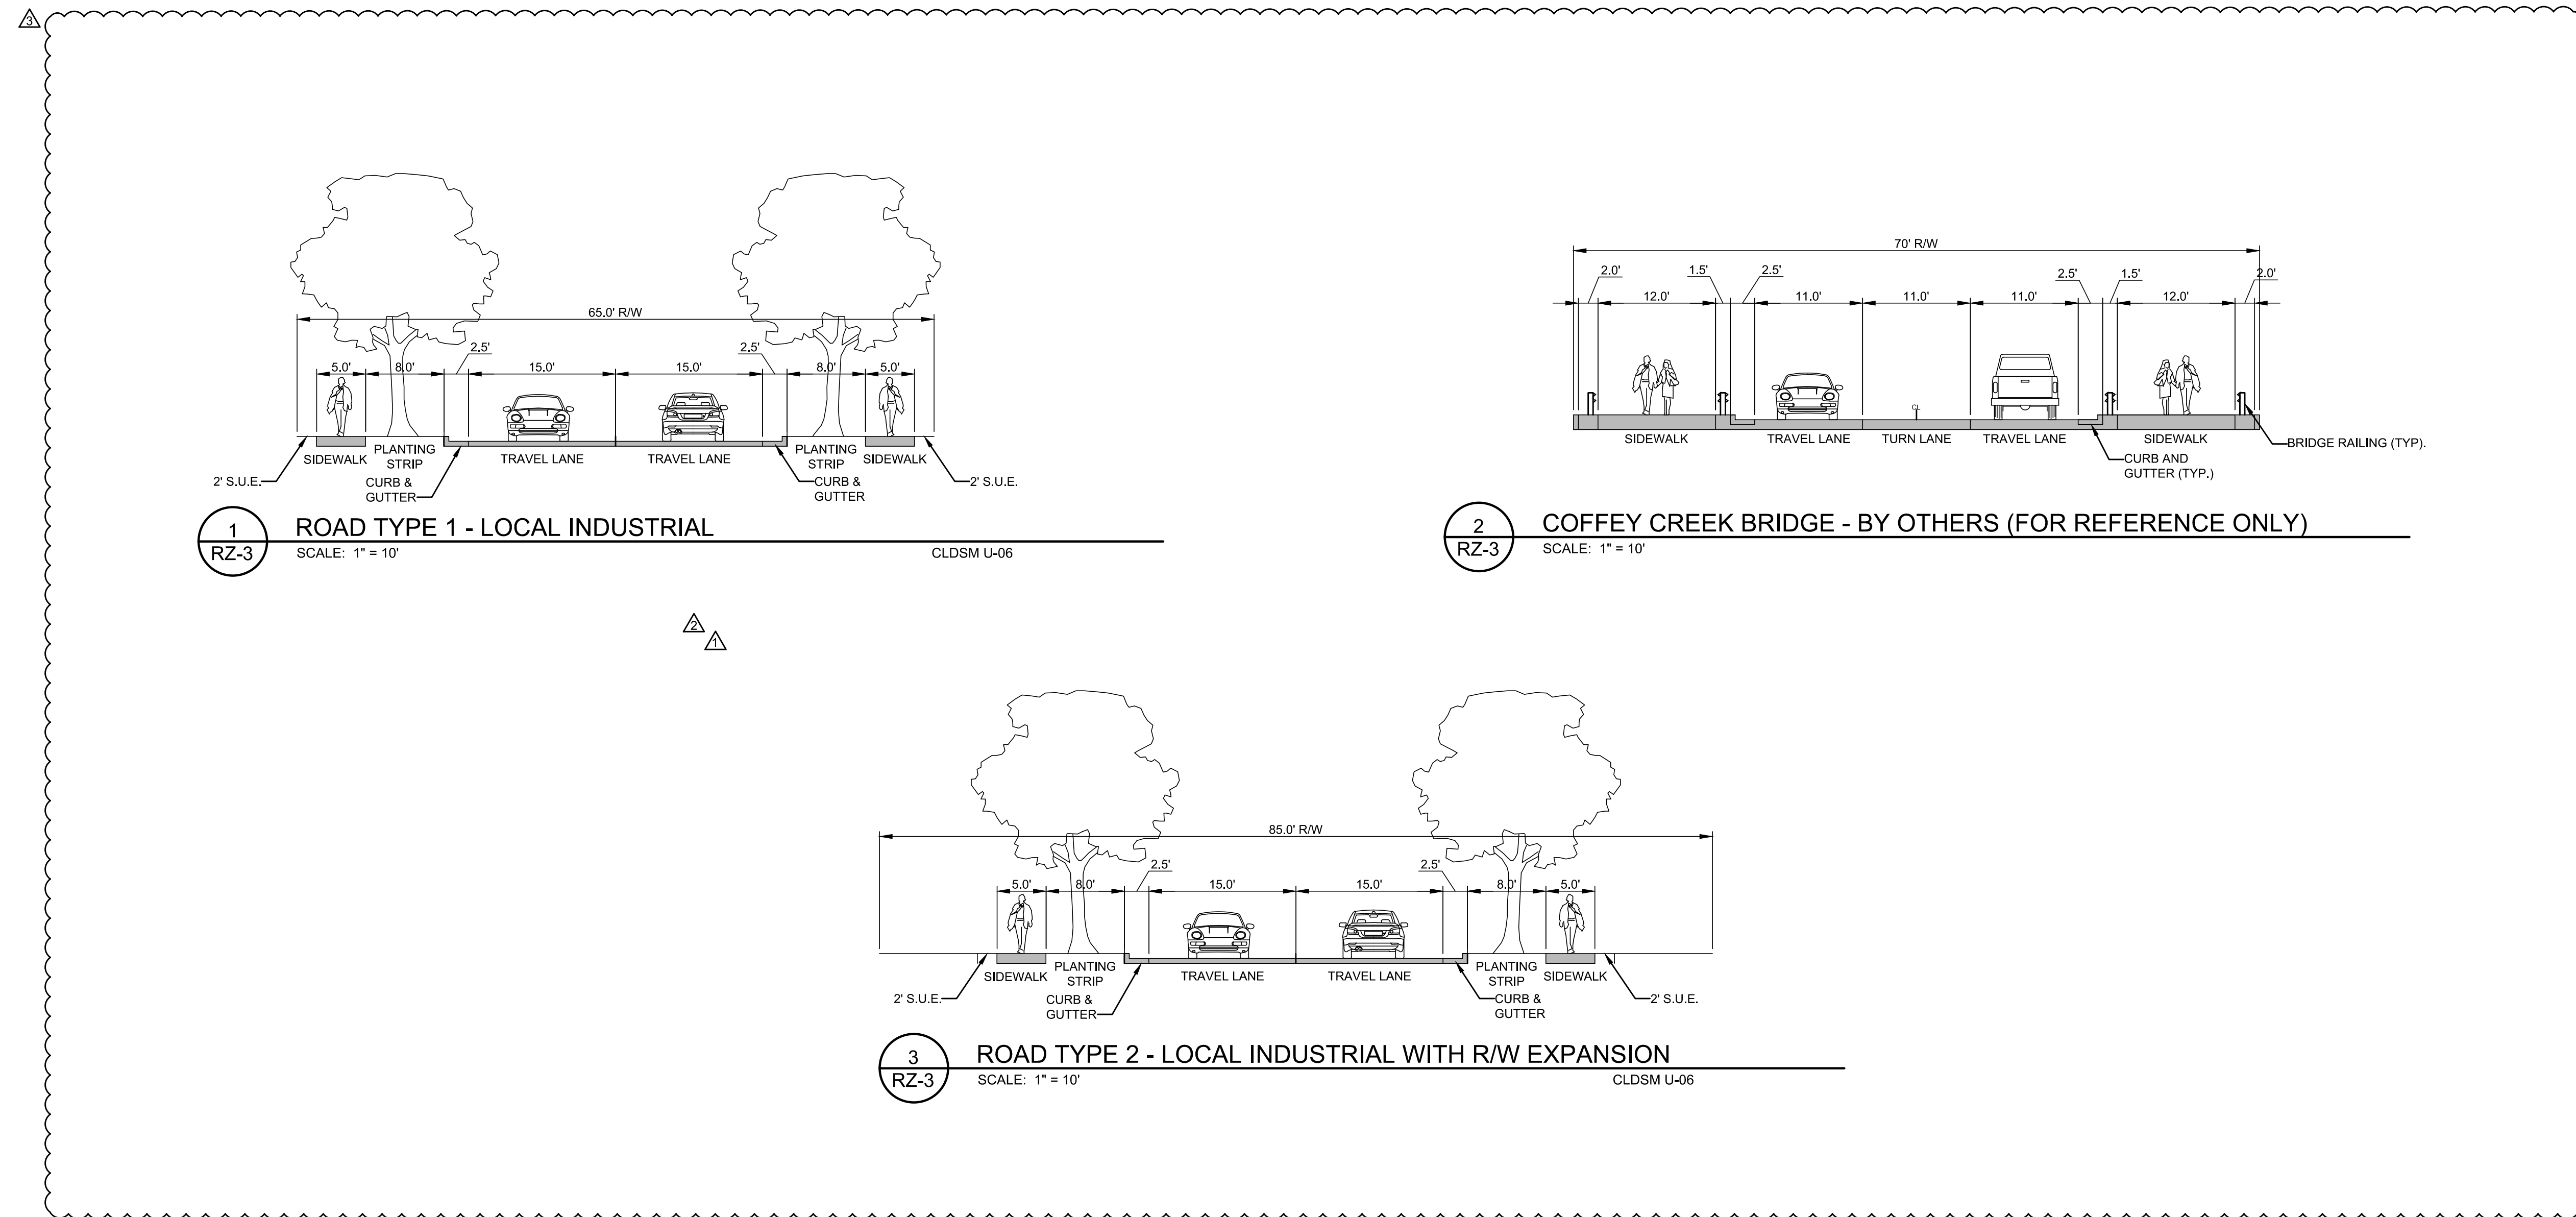 3
65.0' R/W
2.5'
2.5'
5.0'
8.0'
15.0'
15.0'
8.0'
5.0'
SIDEWALK
PLANTING
STRIP
TRAVEL LANE
TRAVEL LANE
PLANTING
STRIP
SIDEWALK
2' S.U.E.
CURB &
GUTTER
CURB &
GUTTER
2' S.U.E.
1
RZ-3
ROAD TYPE 1 - LOCAL INDUSTRIAL
SCALE: 1" = 10'
CLDSM U-06
70' R/W
2.0'
1.5'
2.5'
2.5'
1.5'
2.0'
12.0'
11.0'
11.0'
11.0'
12.0'
CL
SIDEWALK
TRAVEL LANE
TURN LANE
TRAVEL LANE
SIDEWALK
BRIDGE RAILING (TYP).
CURB AND
GUTTER (TYP.)
2
RZ-3
COFFEY CREEK BRIDGE - BY OTHERS (FOR REFERENCE ONLY)
SCALE: 1" = 10'
2
1
85.0' R/W
2.5'
2.5'
5.0'
8.0'
15.0'
15.0'
8.0'
5.0'
SIDEWALK
PLANTING
STRIP
TRAVEL LANE
TRAVEL LANE
PLANTING
STRIP
SIDEWALK
2' S.U.E.
CURB &
GUTTER
CURB &
GUTTER
2' S.U.E.
3
RZ-3
ROAD TYPE 2 - LOCAL INDUSTRIAL WITH R/W EXPANSION
SCALE: 1" = 10'
CLDSM U-06